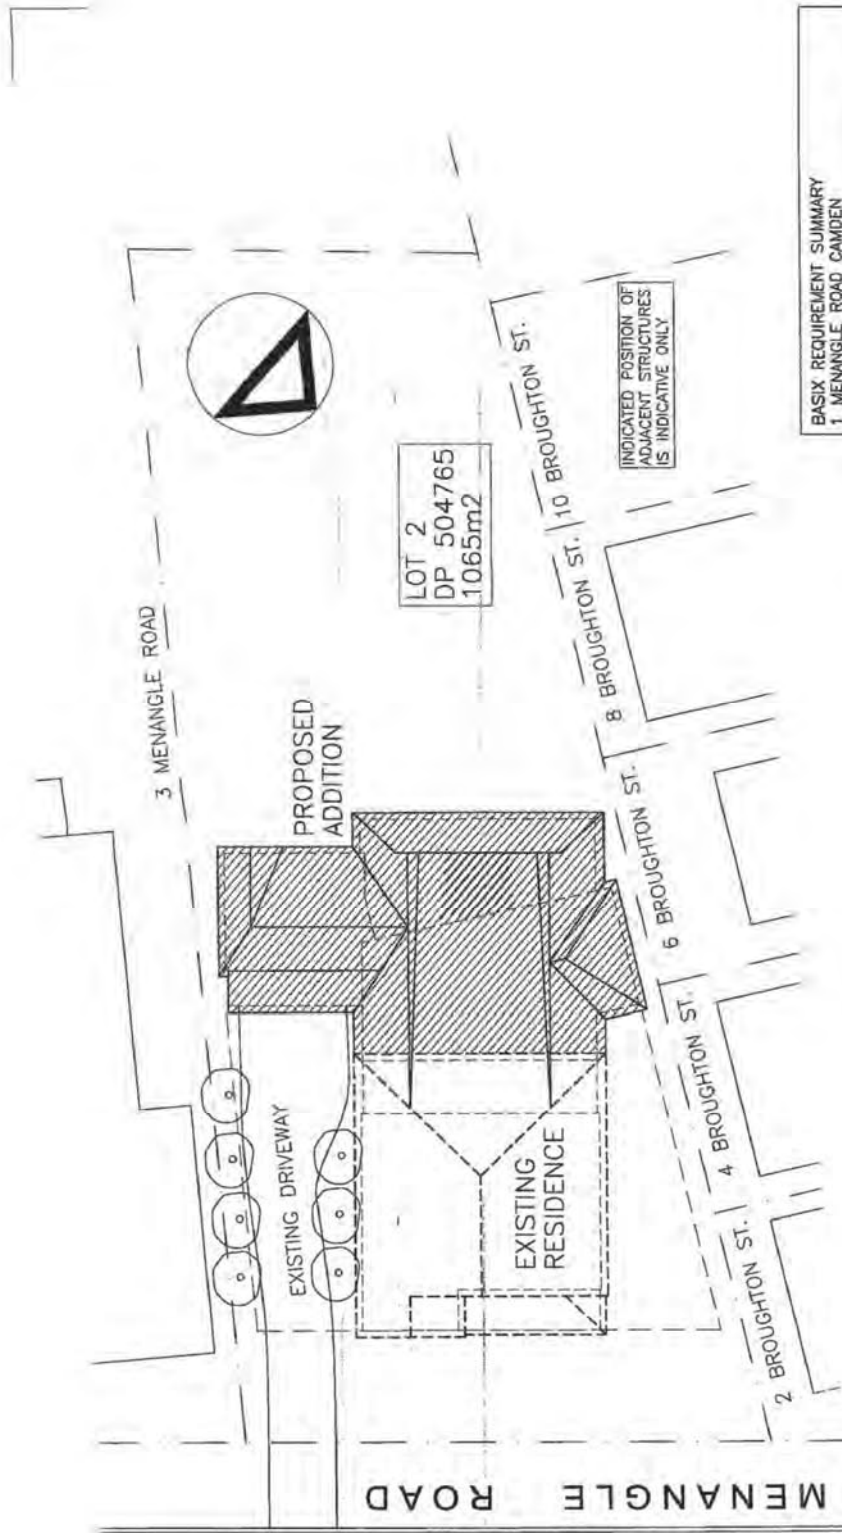 3 MENANGLE ROAD
PROPOSED
ADDITION
LOT 2
DP 504765
1065m2
INDICATED POSITION OF
ADJACENT STRUCTURES
IS INDICATIVE ONLY
EXISTING DRIVEWAY
EXISTING
RESIDENCE
2 BROUGHTON ST.
4 BROUGHTON ST.
6 BROUGHTON ST.
8 BROUGHTON ST.
10 BROUGHTON ST.
MENANGLE ROAD
BASIX REQUIREMENT SUMMARY
1 MENANGLE ROAD CAMDEN